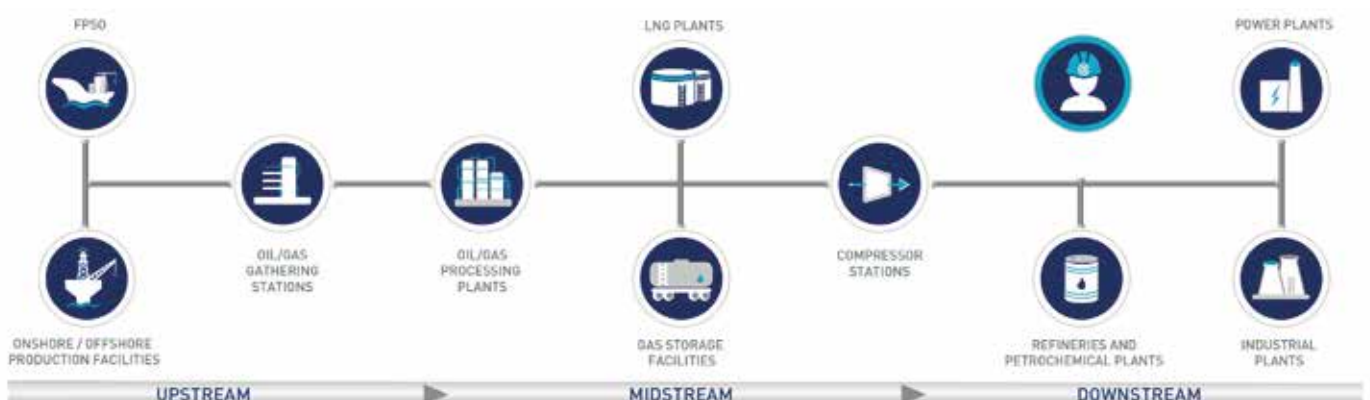 FPSO
LNG PLANTS
POWER PLANTS
OIL/GAS
GATHERING
STATIONS
OIL/GAS
PROCESSING
PLANTS
COMPRESSOR
STATIONS
ONSHORE / OFFSHORE
PRODUCTION FACILITIES
GAS STORAGE
FACILITIES
REFINERIES AND
PETROCHEMICAL PLANTS
INDUSTRIAL
PLANTS
UPSTREAM
MIDSTREAM
DOWNSTREAM